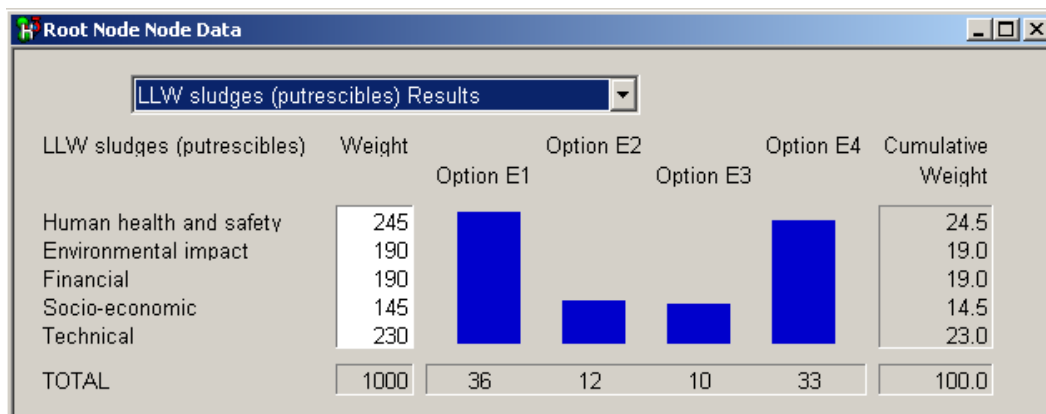 Root Node Node Data
LLW sludges (putrescibles) Results
LLW sludges (putrescibles) Weight Option E2 Option E4 Cumulative
Option E1 Option E3 Weight
Human health and safety 245 24.5
Environmental impact 190 19.0
Financial 190 19.0
Socio-economic 145 14.5
Technical 230 23.0
TOTAL 1000 36 12 10 33 100.0